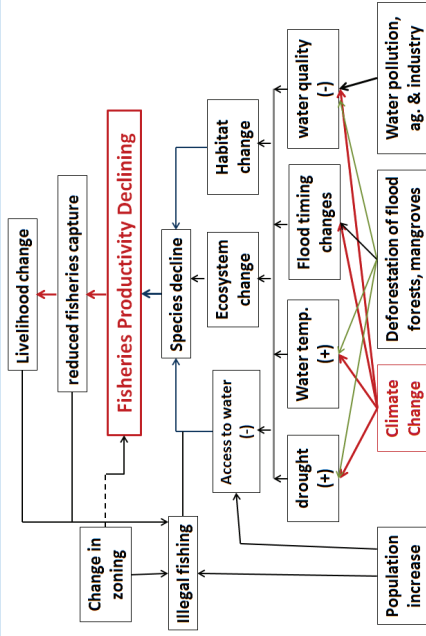 Livelihood change
reduced fisheries capture
Fisheries Productivity Declining
Change in
zoning
Illegal fishing
Species decline
Access to water
(-)
Ecosystem
change
Habitat
change
drought
(+)
Water temp.
(+)
Flood timing
changes
water quality
(-)
Population
increase
Climate
Change
Deforestation of flood
forests, mangroves
Water pollution,
ag. & industry